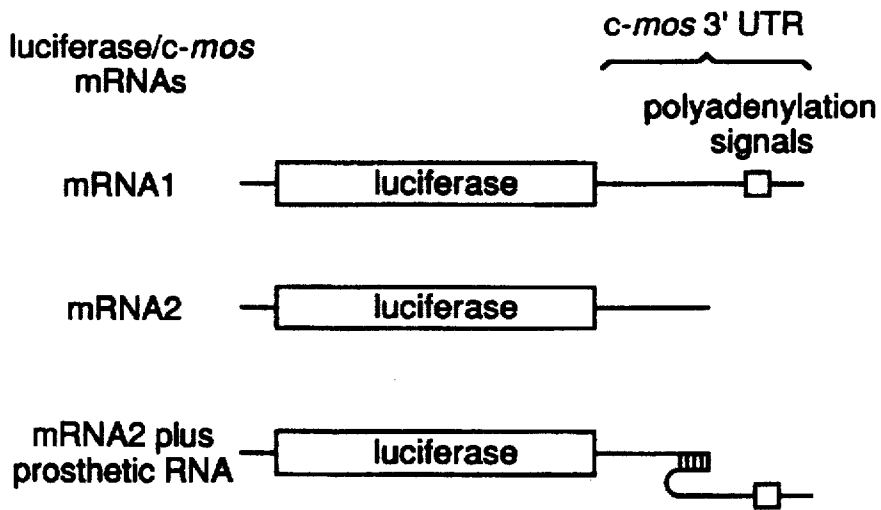 luciferase/c-mos
mRNAs
c-mos 3' UTR
polyadenylation
signals
mRNA1
luciferase
mRNA2
luciferase
mRNA2 plus
prosthetic RNA
luciferase